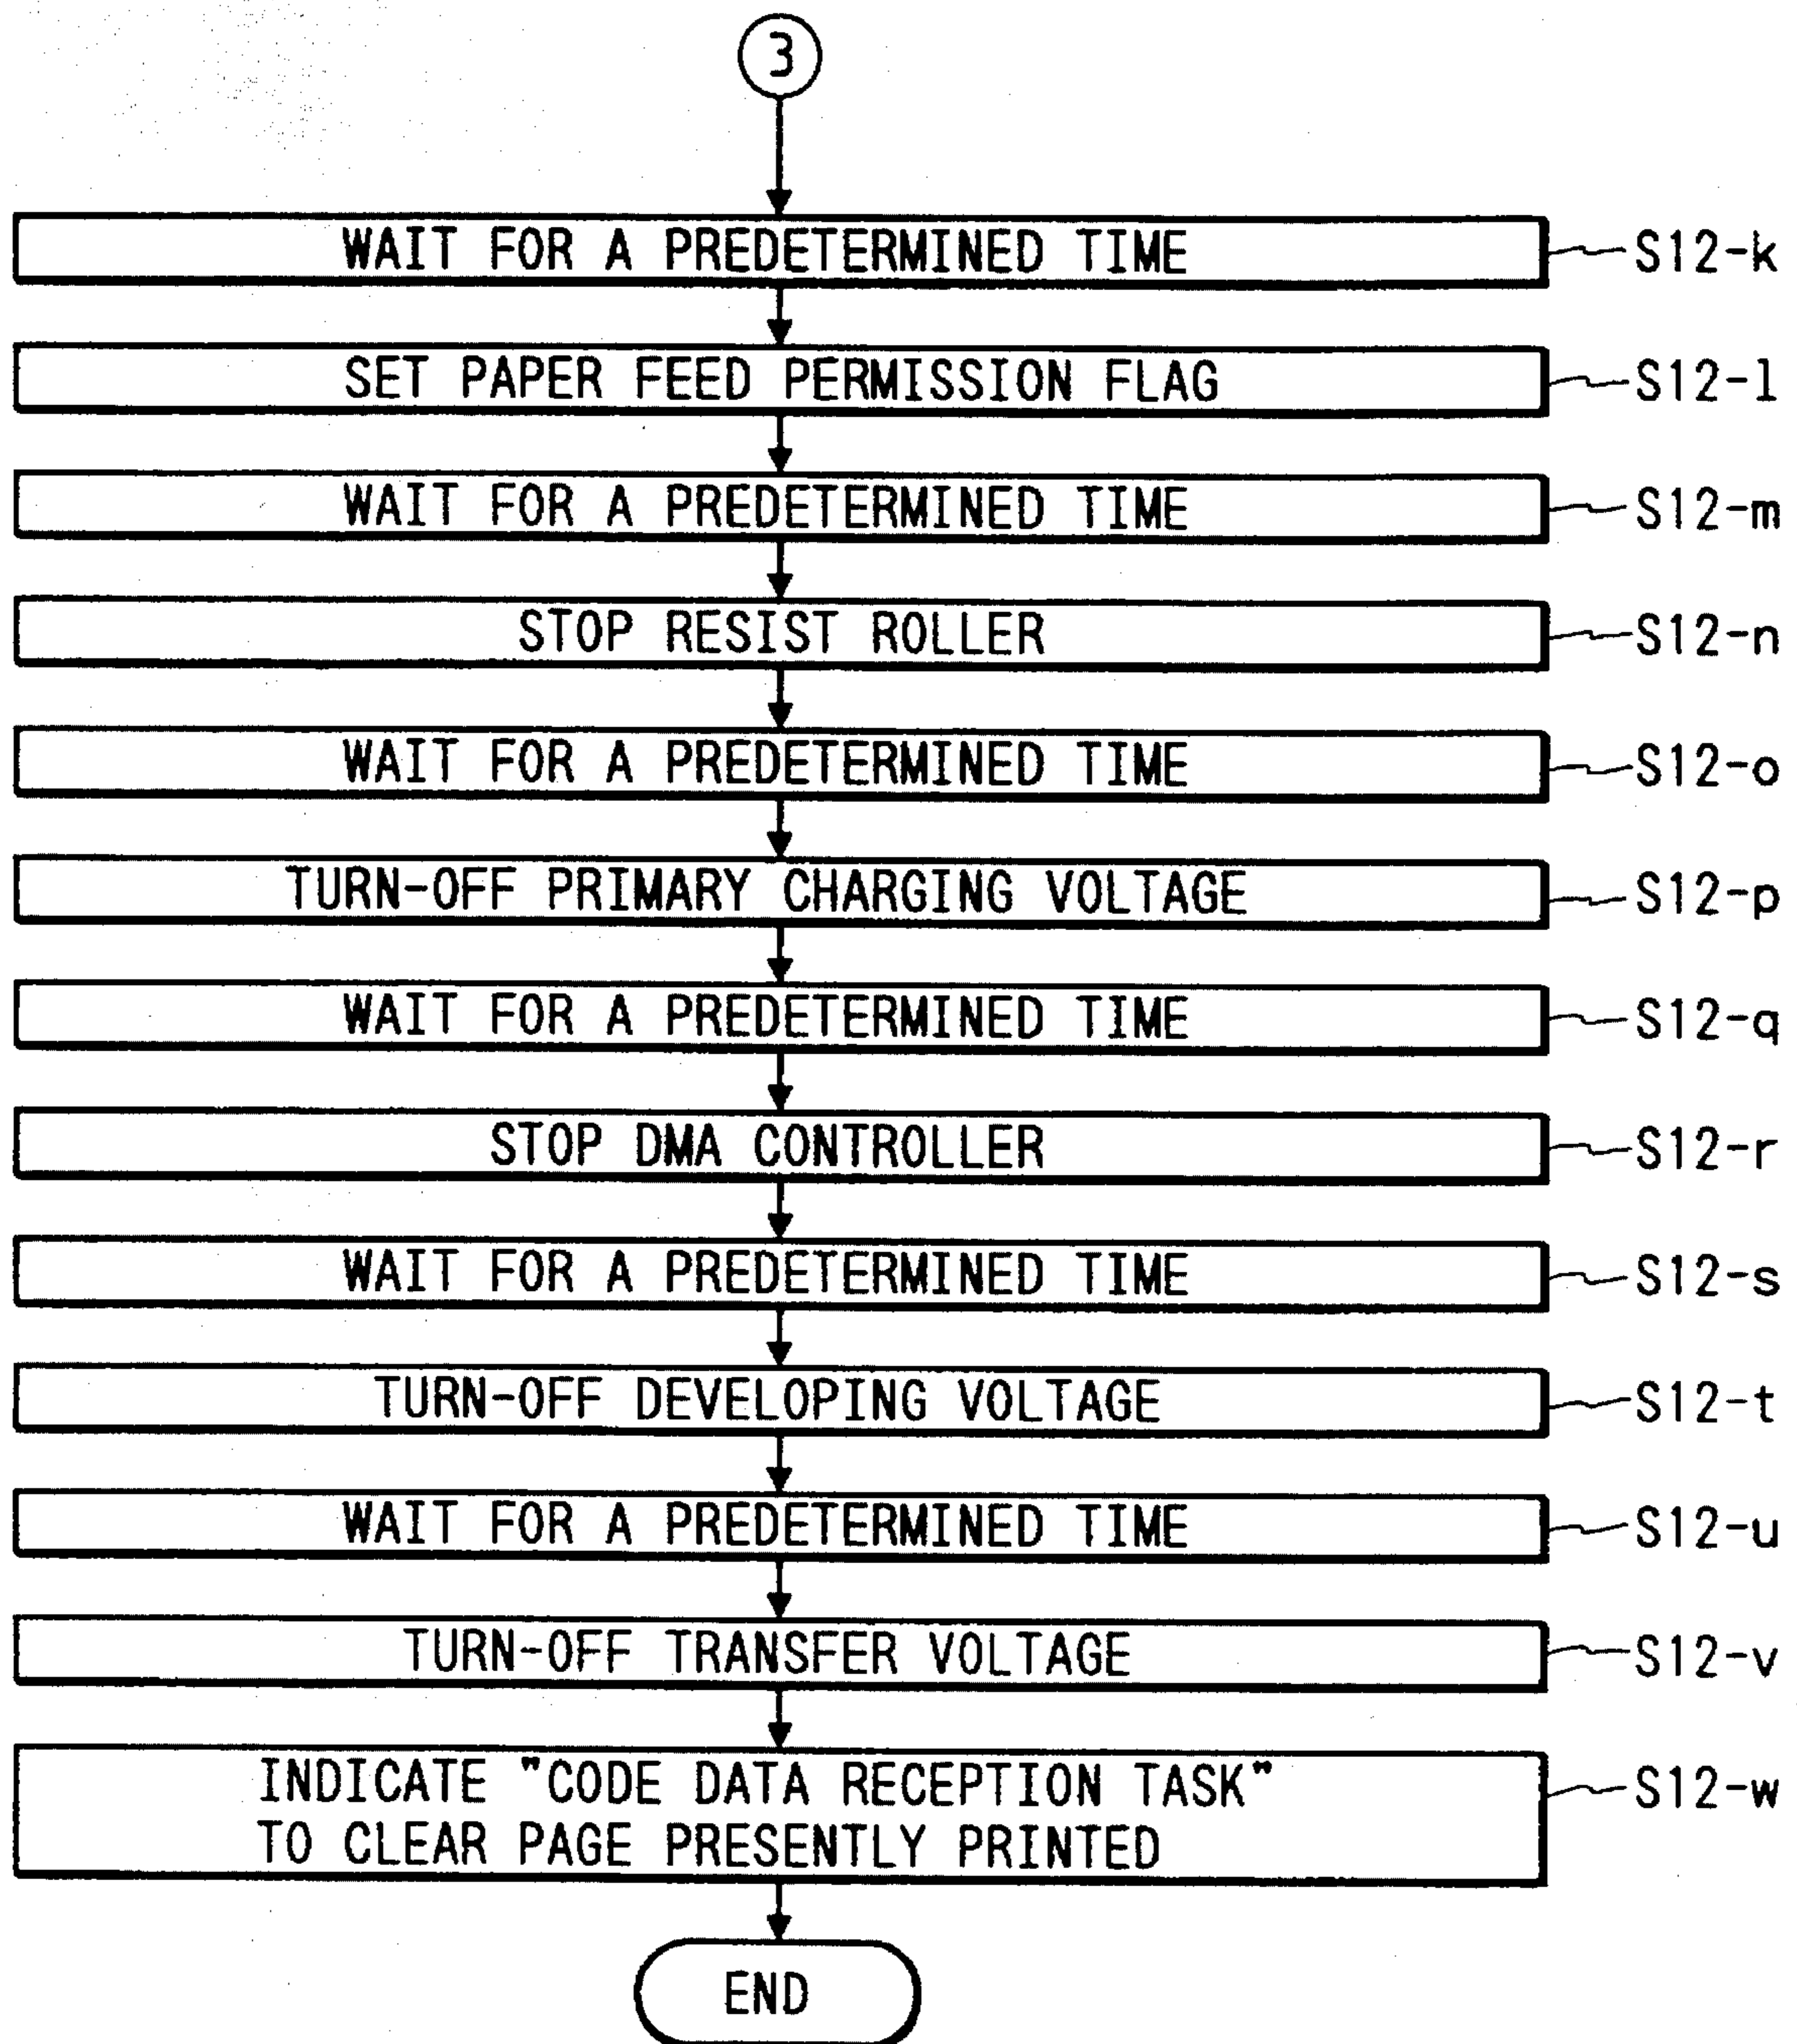 3
WAIT FOR A PREDETERMINED TIME S12-k
SET PAPER FEED PERMISSION FLAG S12-l
WAIT FOR A PREDETERMINED TIME S12-m
STOP RESIST ROLLER S12-n
WAIT FOR A PREDETERMINED TIME S12-o
TURN-OFF PRIMARY CHARGING VOLTAGE S12-p
WAIT FOR A PREDETERMINED TIME S12-q
STOP DMA CONTROLLER S12-r
WAIT FOR A PREDETERMINED TIME S12-s
TURN-OFF DEVELOPING VOLTAGE S12-t
WAIT FOR A PREDETERMINED TIME S12-u
TURN-OFF TRANSFER VOLTAGE S12-v
INDICATE "CODE DATA RECEPTION TASK" S12-w
TO CLEAR PAGE PRESENTLY PRINTED
END